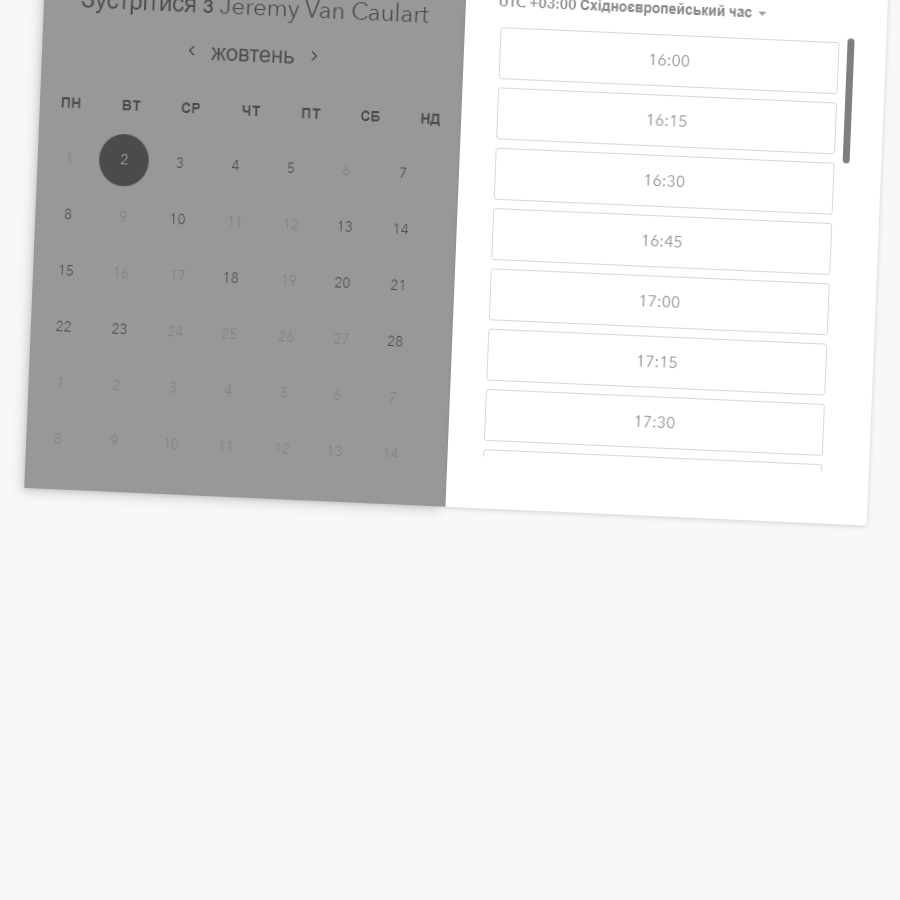 Зустрітися з Jeremy Van Caulart
жовтень
ПН ВТ СР ЧТ ПТ СБ НД
1 2 3 4 5 6 7
8 9 10 11 12 13 14
15 16 17 18 19 20 21
22 23 24 25 26 27 28
1 2 3 4 5 6 7
8 9 10 11 12 13 14
UTC +03:00 Східноєвропейський час
16:00
16:15
16:30
16:45
17:00
17:15
17:30